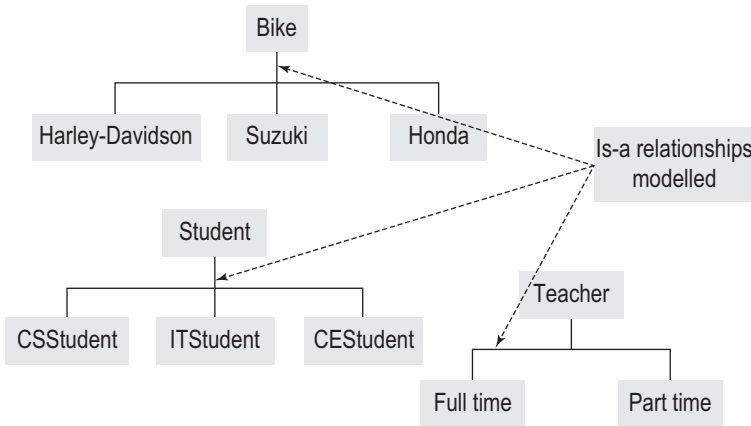 Bike
Harley-Davidson
Suzuki
Honda
Is-a relationships
modelled
Student
CSStudent
ITStudent
CEStudent
Teacher
Full time
Part time